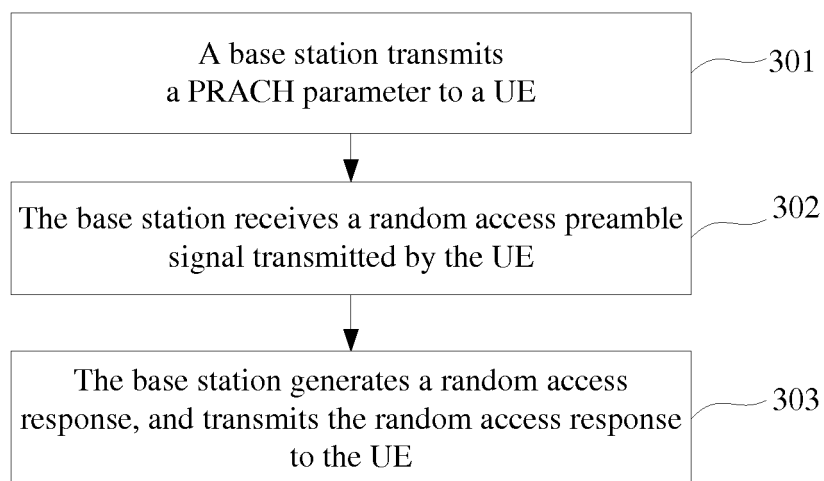 A base station transmits
a PRACH parameter to a UE
301
The base station receives a random access preamble
signal transmitted by the UE
302
The base station generates a random access
response, and transmits the random access response
to the UE
303